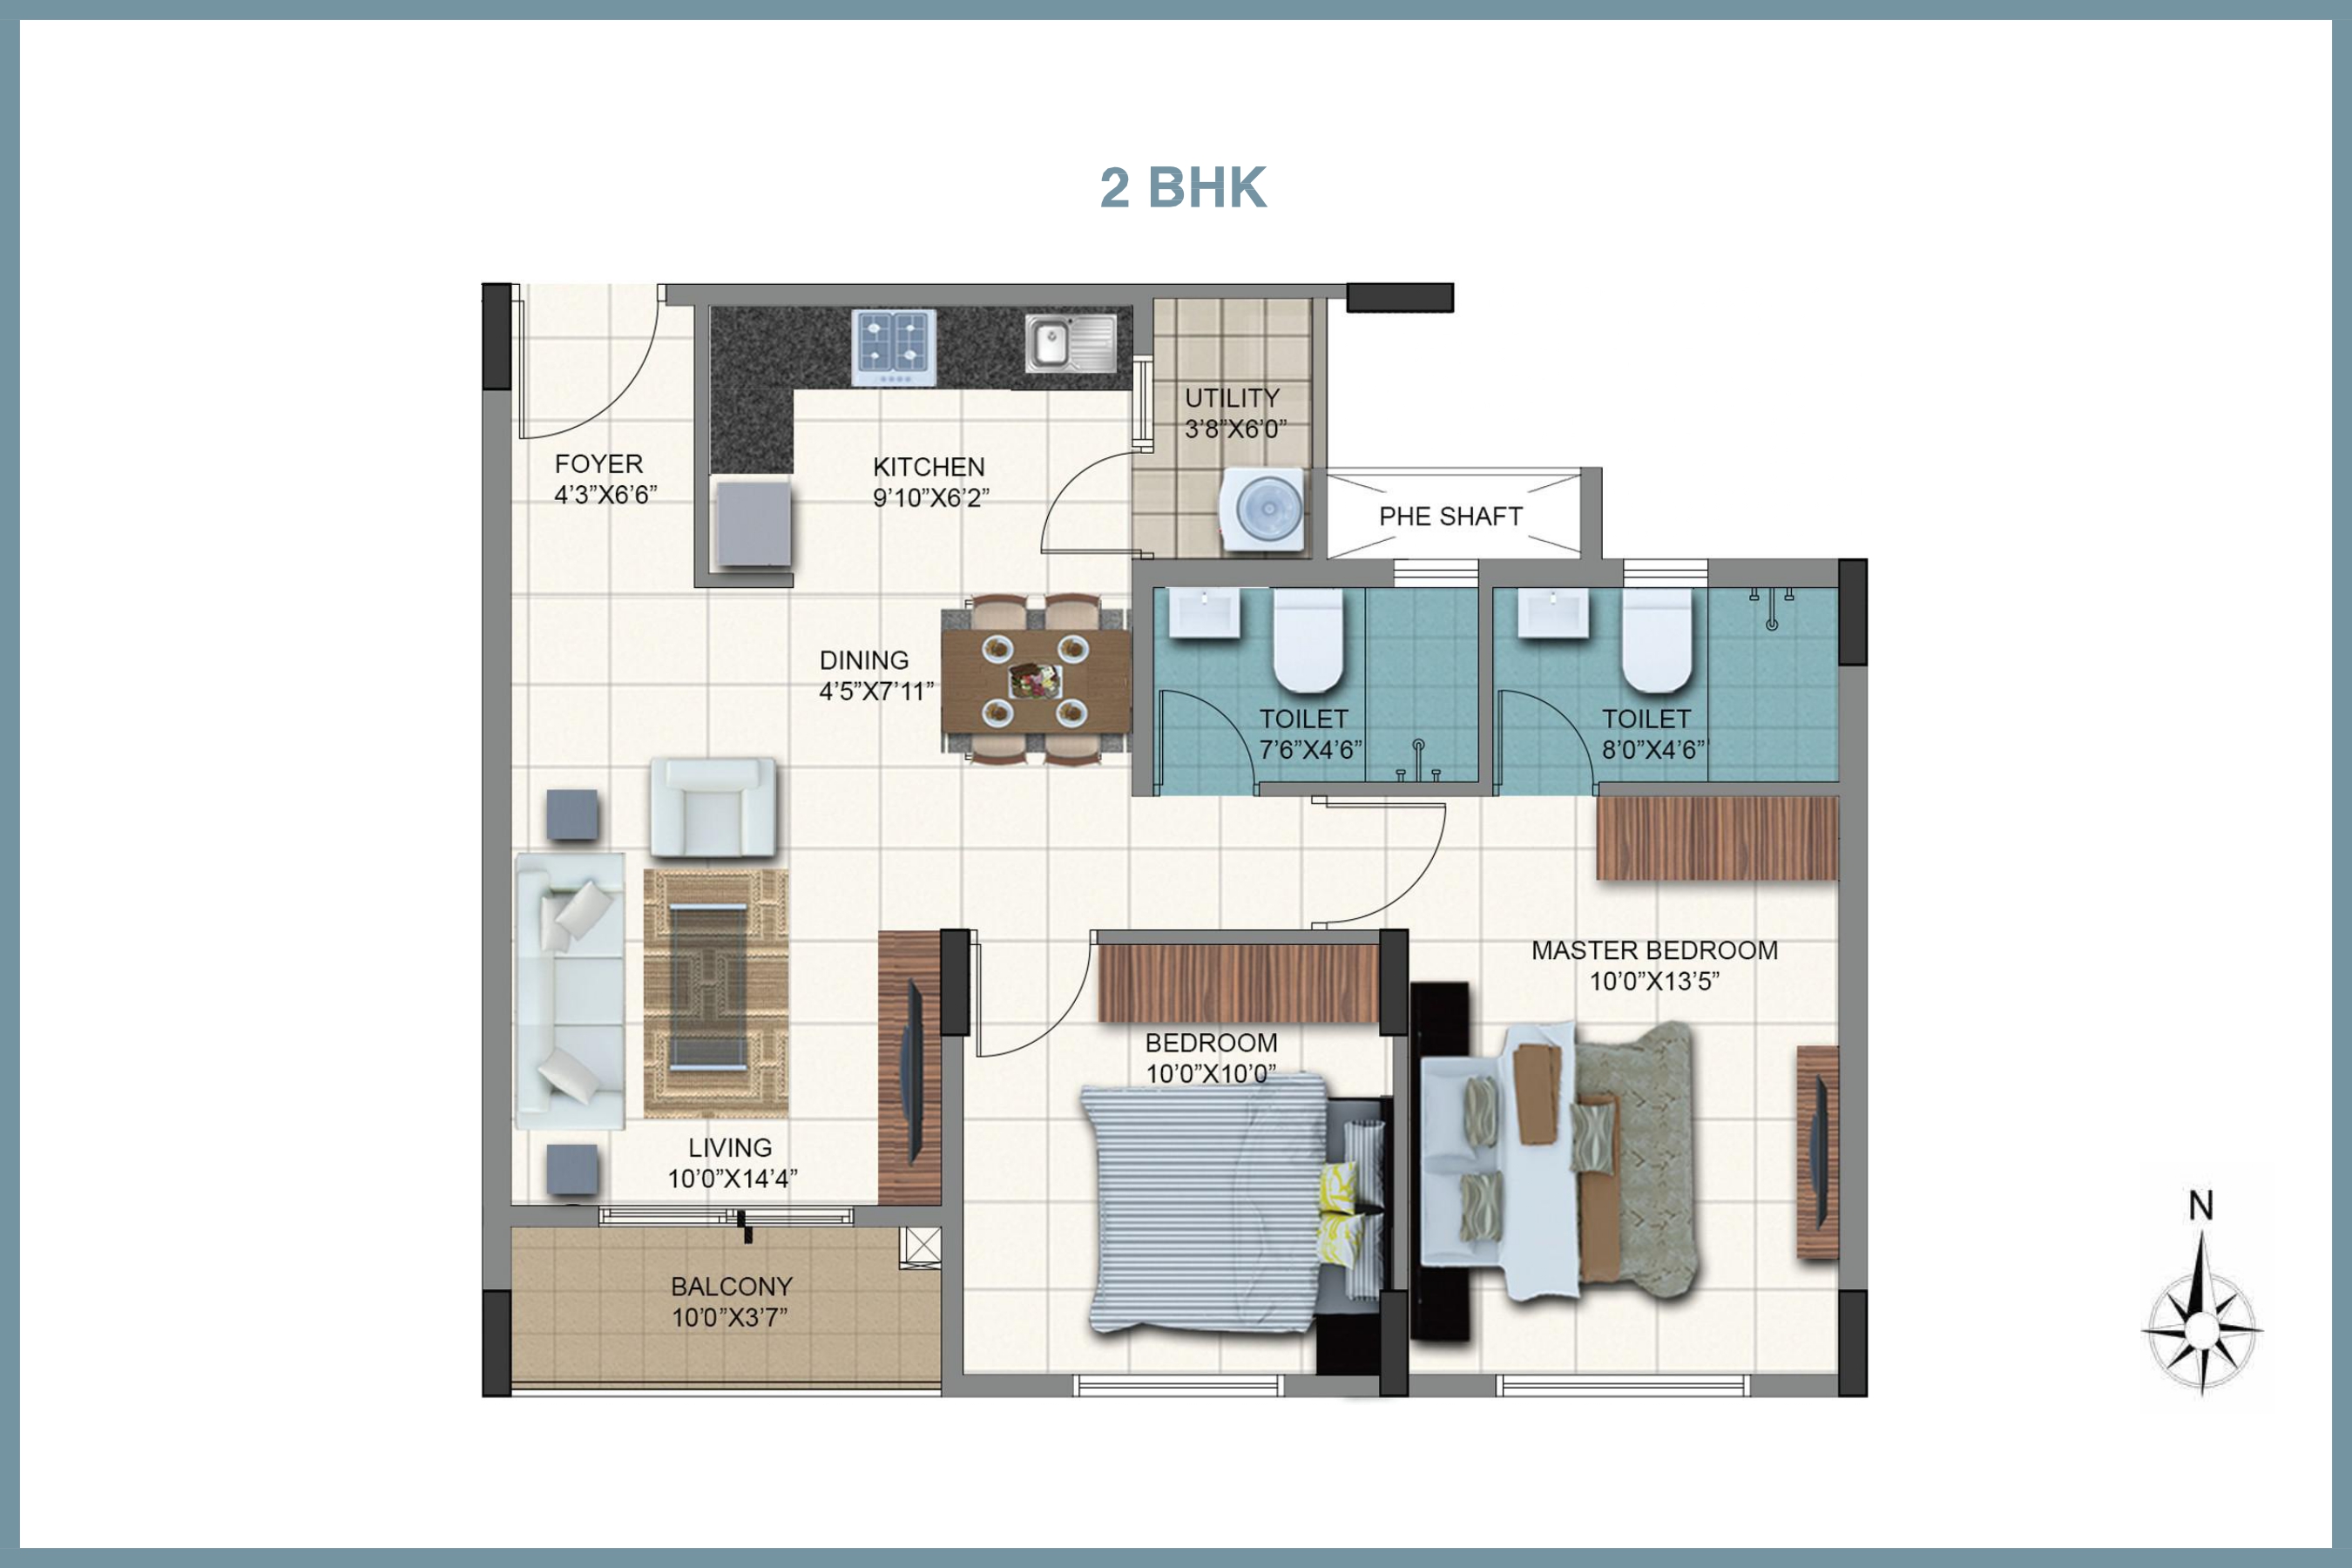 2 BHK
UTILITY
3'8"X6'0"
FOYER
4'3"X6'6"
KITCHEN
9'10"X6'2"
PHE SHAFT
DINING
4'5"X7'11"
TOILET
7'6"X4'6"
TOILET
8'0"X4'6"
MASTER BEDROOM
10'0"X13'5"
BEDROOM
10'0"X10'0"
LIVING
10'0"X14'4"
BALCONY
10'0"X3'7"
N